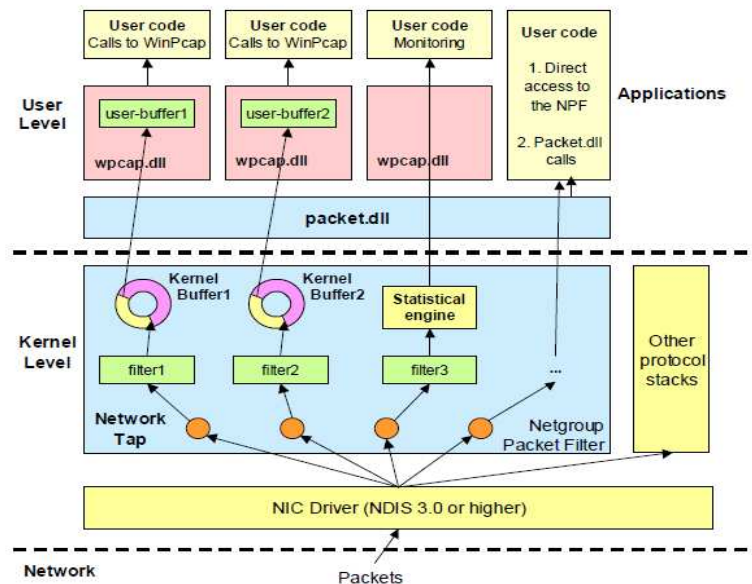 User code
Calls to WinPcap
User code
Calls to WinPcap
User code
Monitoring
User code
1. Direct
access to
the NPF
2. Packet.dll
calls
User
Level
Applications
user-buffer1
user-buffer2
wpcap.dll
wpcap.dll
wpcap.dll
packet.dll
Kernel
Buffer1
Kernel
Buffer2
Statistical
engine
Kernel
Level
Other
protocol
stacks
filter1
filter2
filter3
...
Network
Tap
Netgroup
Packet Filter
NIC Driver (NDIS 3.0 or higher)
Network
Packets